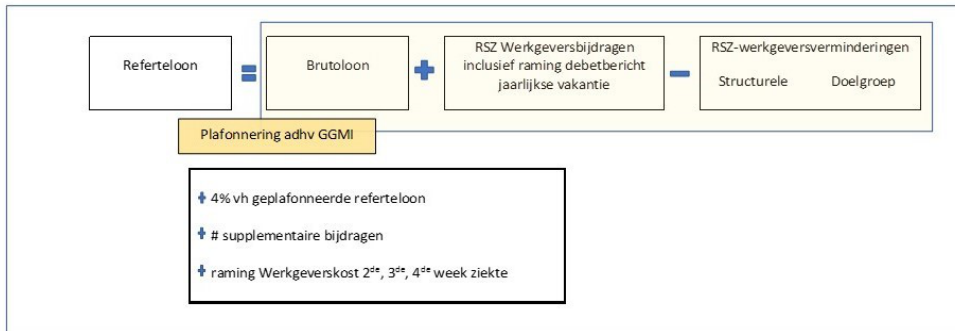 Referteloon
=
Brutoloon
+
RSZ Werkgeversbijdragen
inclusief raming debetbericht
jaarlijkse vakantie
−
RSZ-werkgeversverminderingen
Structurele Doelgroep
Plafonnering adhv GGMI
+ 4% vh geplafonneerde referteloon
+ # supplementaire bijdragen
+ raming Werkgeverskost 2de, 3de, 4de week ziekte